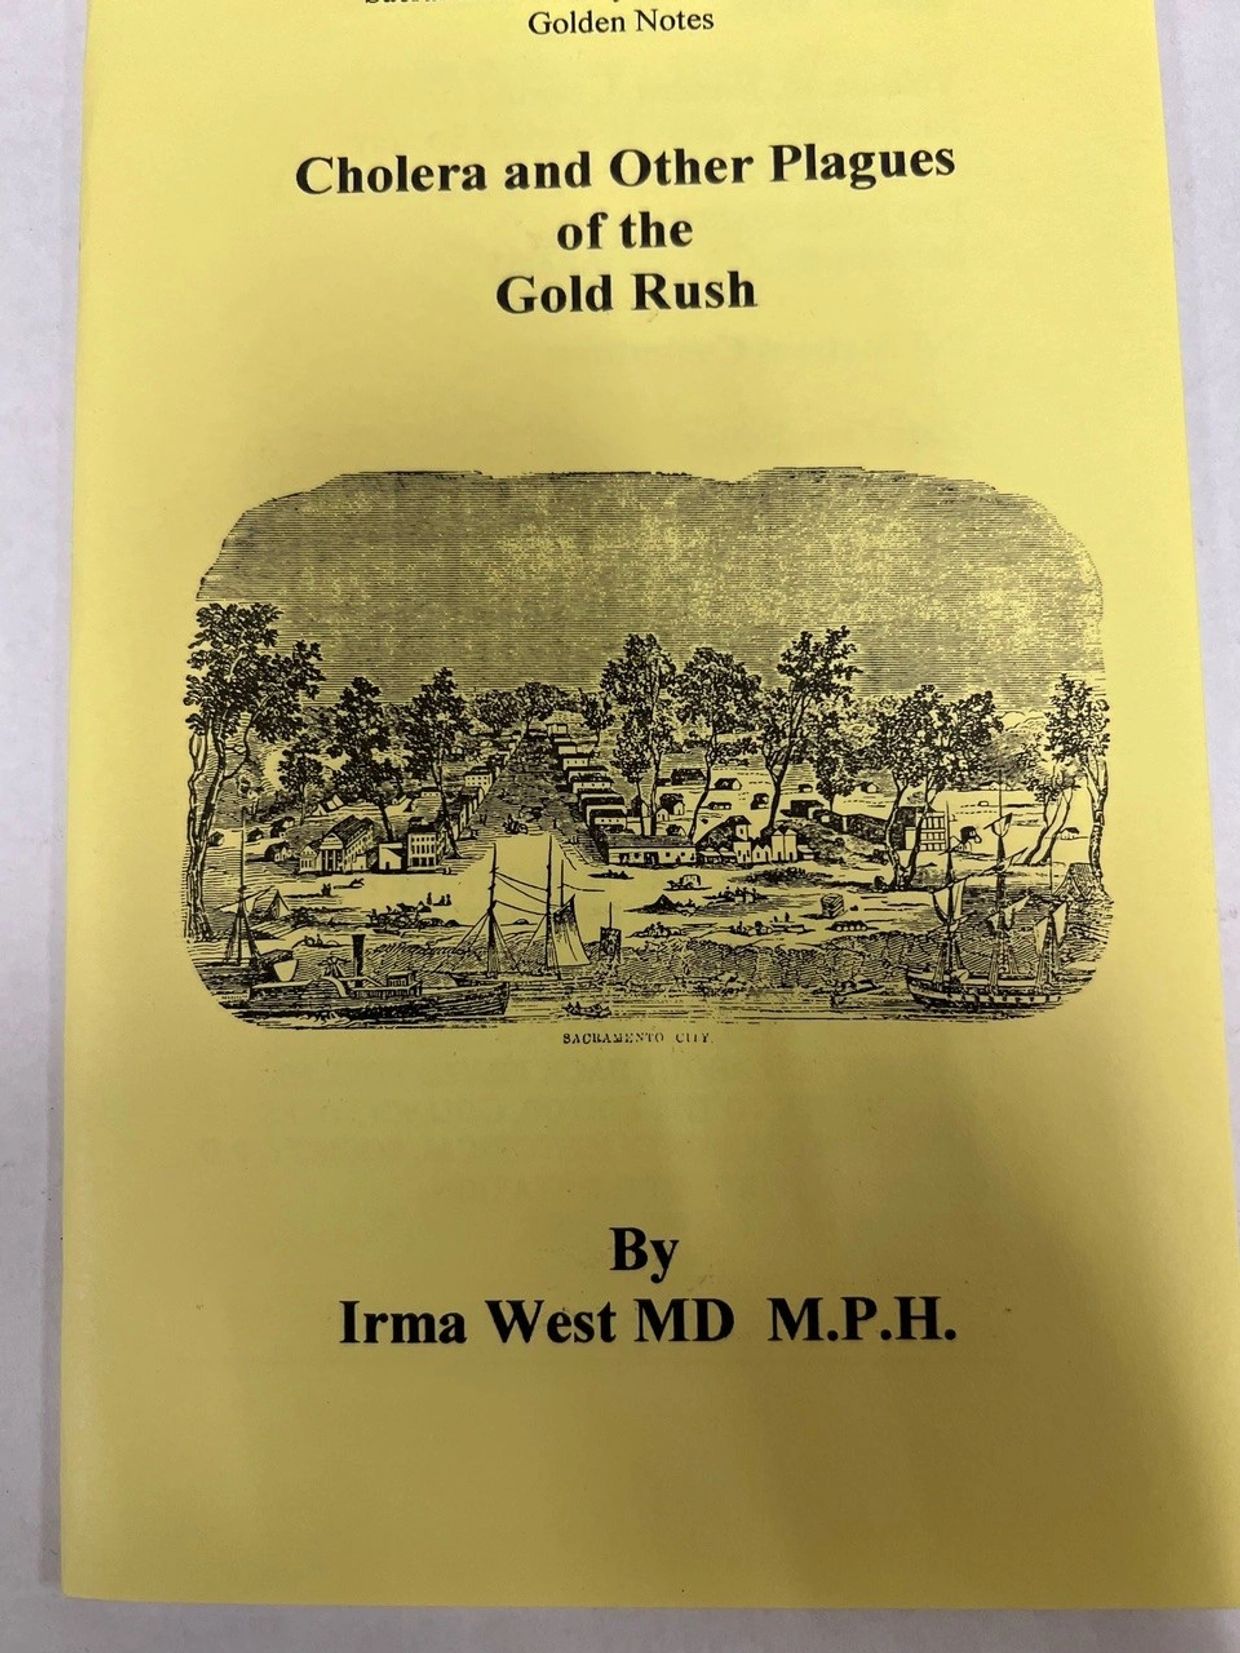 Golden Notes
Cholera and Other Plagues
of the
Gold Rush
SACRAMENTO CITY.
By
Irma West MD M.P.H.